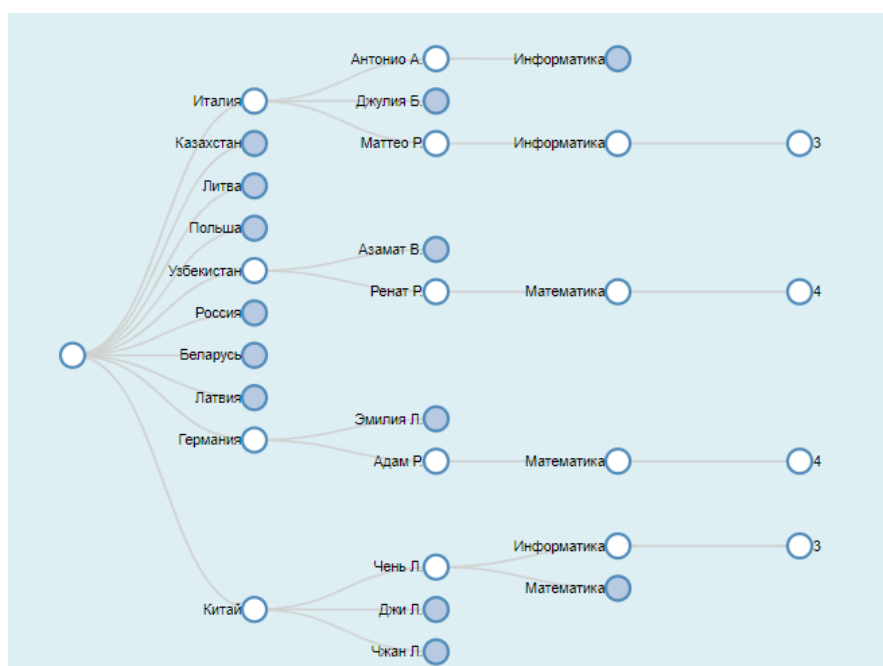 Антонио А.
Информатика
Италия
Джулия Б.
Казахстан
Маттео Р.
Информатика
3
Литва
Польша
Азамат В.
Узбекистан
Ренат Р.
Математика
4
Россия
Беларусь
Латвия
Эмилия Л.
Германия
Адам Р.
Математика
4
Информатика
3
Чень Л.
Математика
Китай
Джи Л.
Чжан Л.